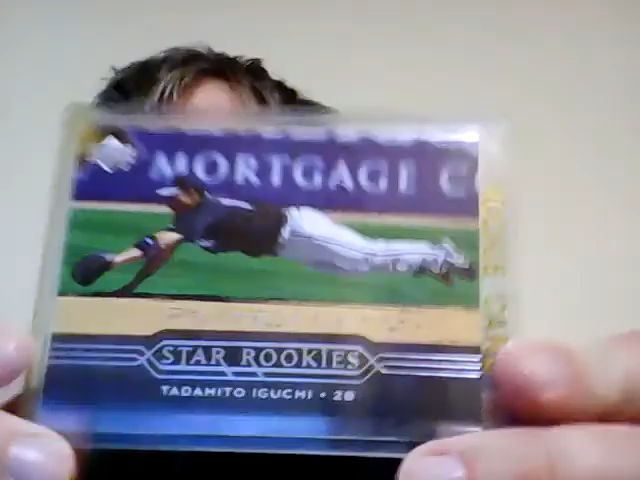 MORTGAGE C
STAR ROOKIES
TADAHITO IGUCHI • 2B